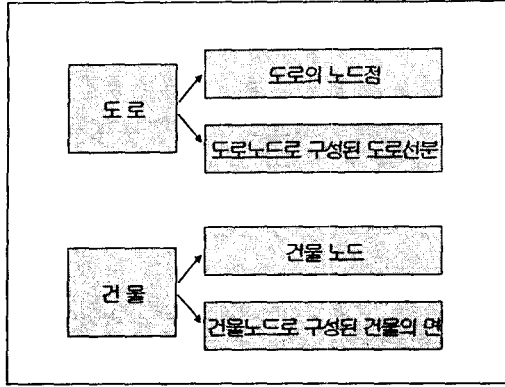 도로의 노드점
도 로
도로노드로 구성된 도로선분
건물 노드
건 물
건물노드로 구성된 건물의 면